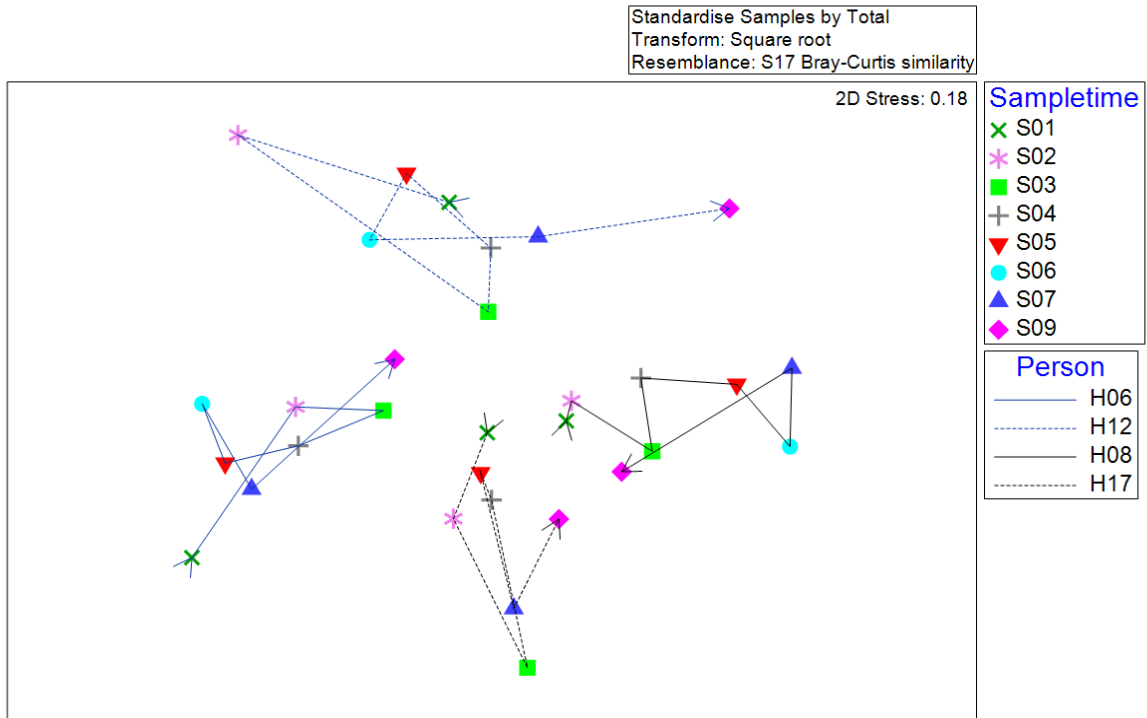 Standardise Samples by Total
Transform: Square root
Resemblance: S17 Bray-Curtis similarity
2D Stress: 0.18
Sampletime
S01
S02
S03
S04
S05
S06
S07
S09
Person
H06
H12
H08
H17